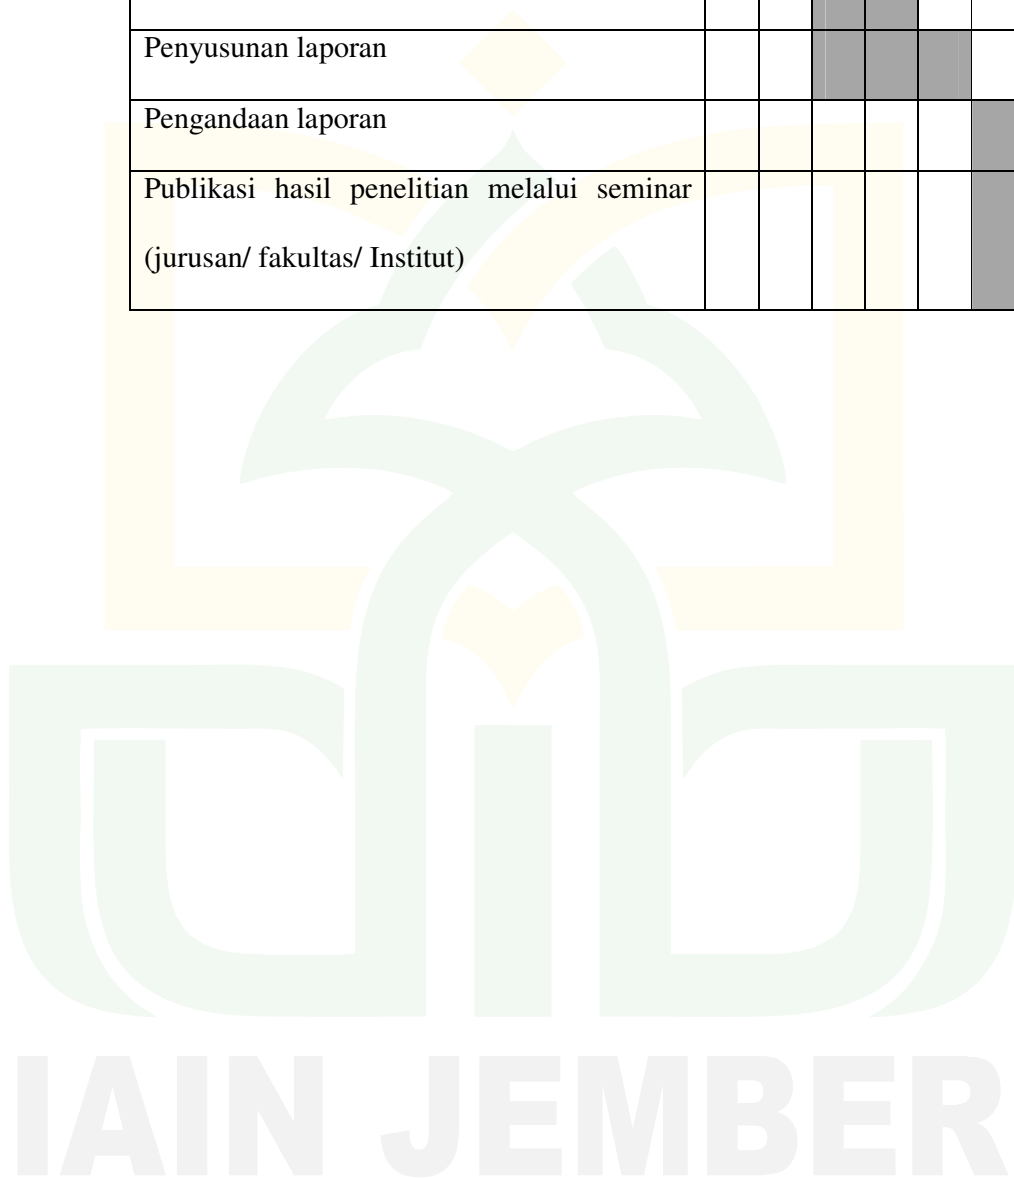 Penyusunan laporan
Pengandaan laporan
Publikasi hasil penelitian melalui seminar
(jurusan/ fakultas/ Institut)
IAIN JEMBER